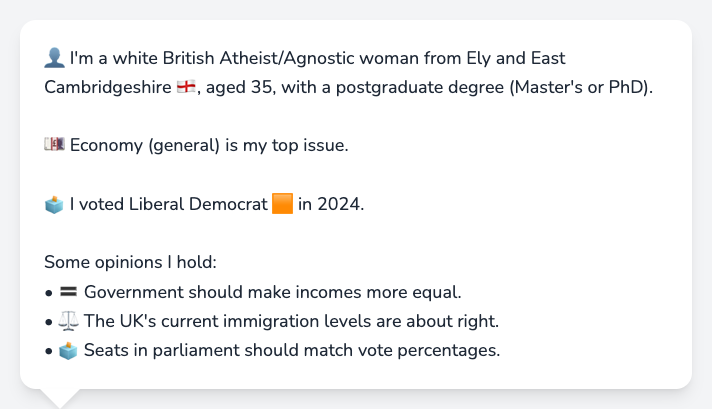 👤 I'm a white British Atheist/Agnostic woman from Ely and East
Cambridgeshire 🏴󠁧󠁢󠁥󠁮󠁧󠁿, aged 35, with a postgraduate degree (Master's or PhD).
💷 Economy (general) is my top issue.
🗳️ I voted Liberal Democrat 🟧 in 2024.
Some opinions I hold:
• 🟰 Government should make incomes more equal.
• ⚖️ The UK's current immigration levels are about right.
• 🗳️ Seats in parliament should match vote percentages.